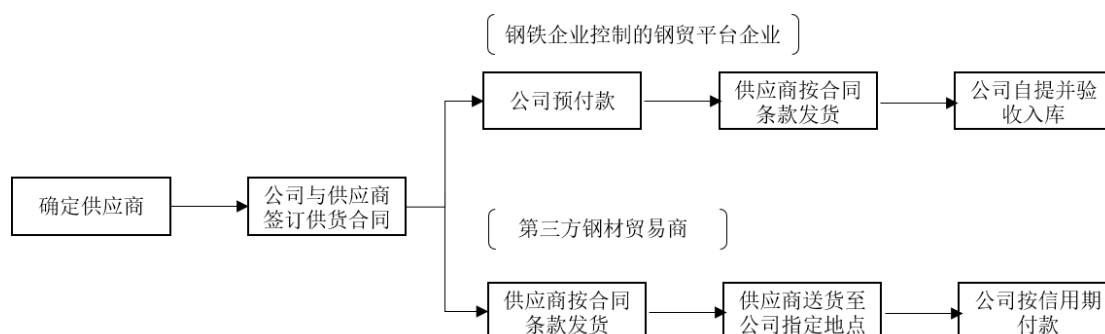 钢铁企业控制的钢贸平台企业
公司预付款
供应商按合同
条款发货
公司自提并验
收入库
确定供应商
公司与供应商
签订供货合同
第三方钢材贸易商
供应商按合同
条款发货
供应商送货至
公司指定地点
公司按信用期
付款